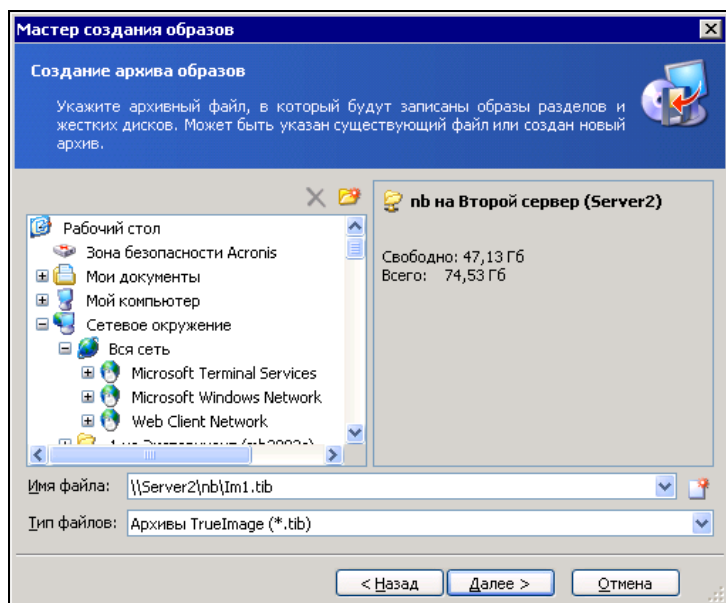 Мастер создания образов
Создание архива образов
Укажите архивный файл, в который будут записаны образы разделов и
жестких дисков. Может быть указан существующий файл или создан новый
архив.
Рабочий стол
Зона безопасности Acronis
Мои документы
Мой компьютер
Сетевое окружение
Вся сеть
Microsoft Terminal Services
Microsoft Windows Network
Web Client Network
nb на Второй сервер (Server2)
Свободно: 47,13 Гб
Всего: 74,53 Гб
Имя файла: \\Server2\nb\Im1.tib
Тип файлов: Архивы TrueImage (*.tib)
< Назад Далее > Отмена